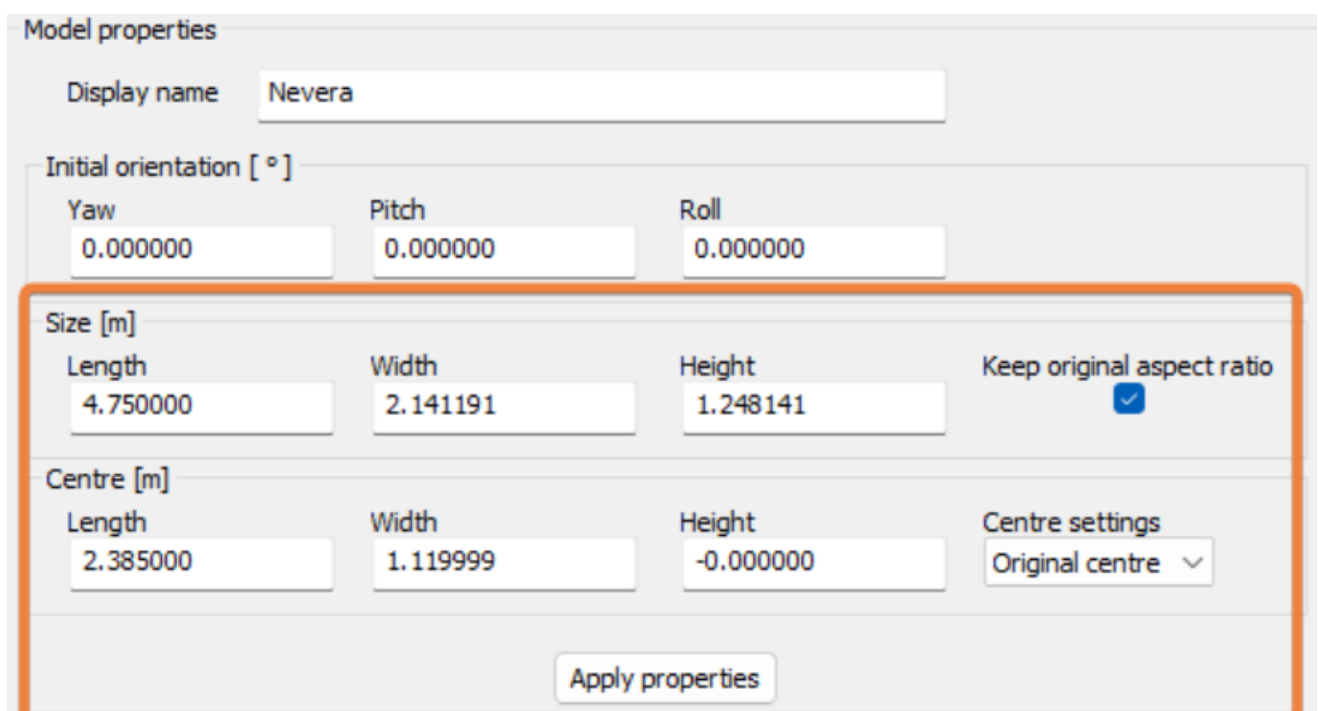 Model properties
Display name Nevera
Initial orientation [ º ]
Yaw Pitch Roll
0.000000 0.000000 0.000000
Size [m]
Length Width Height Keep original aspect ratio
4.750000 2.141191 1.248141
Centre [m]
Length Width Height Centre settings
2.385000 1.119999 -0.000000 Original centre
Apply properties